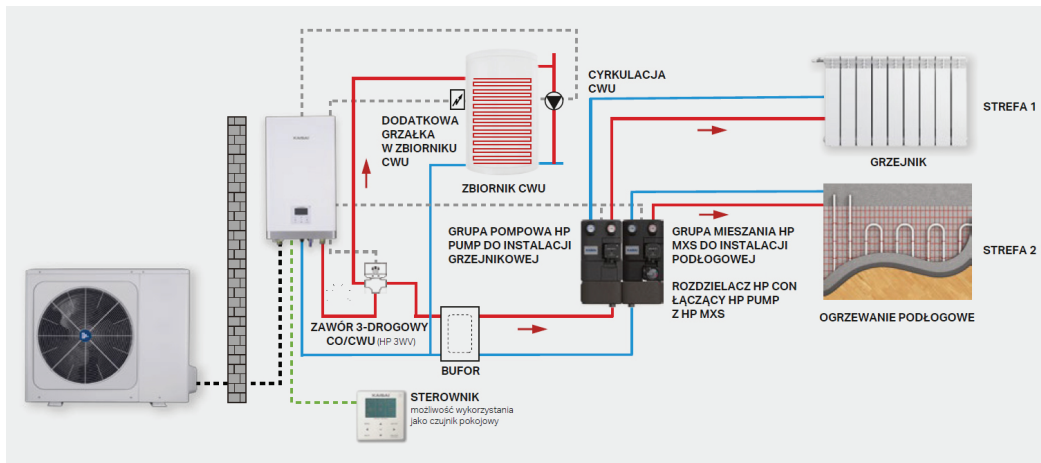 DODATKOWA
GRZAŁKA
W ZBIORNIKU
CWU
ZBIORNIK CWU
CYRKULACJA
CWU
STREFA 1
GRZEJNIK
GRUPA POMPOWA HP
PUMP DO INSTALACJI
GRZEJNIKOWEJ
GRUPA MIESZANIA HP
MXS DO INSTALACJI
PODŁOGOWEJ
ROZDZIELACZ HP CON
ŁĄCZĄCY HP PUMP
Z HP MXS
STREFA 2
OGRZEWANIE PODŁOGOWE
ZAWÓR 3-DROGOWY
CO/CWU (HP 3WV)
BUFOR
STEROWNIK
możliwość wykorzystania
jako czujnik pokojowy